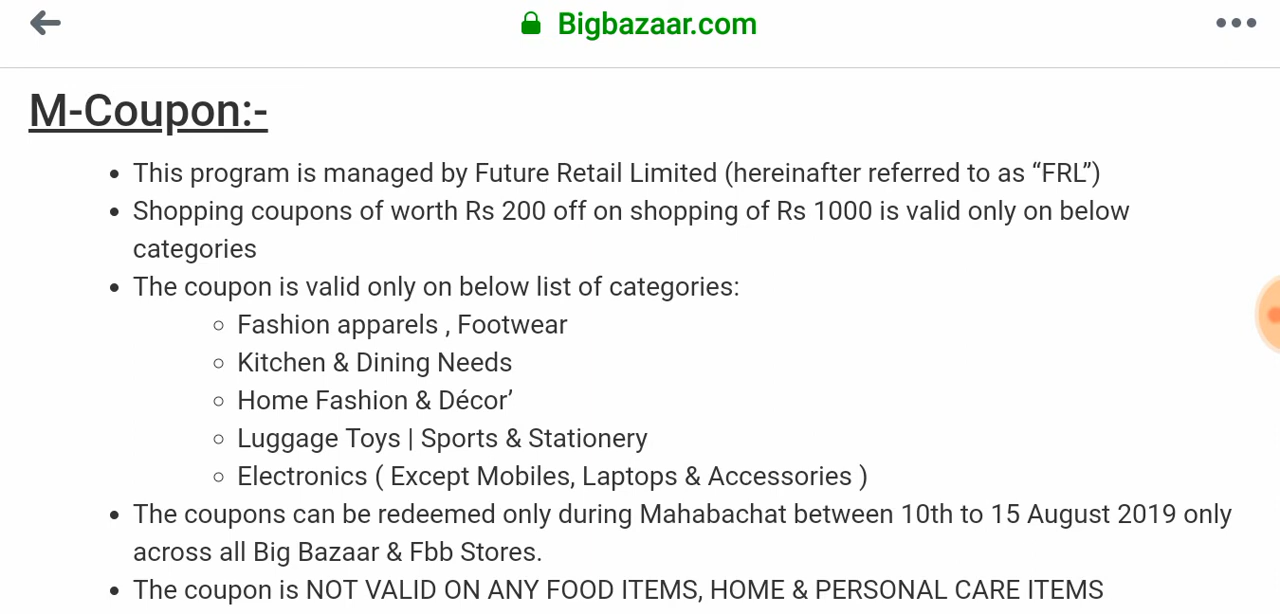 Bigbazaar.com
M-Coupon:-
• This program is managed by Future Retail Limited (hereinafter referred to as “FRL”)
• Shopping coupons of worth Rs 200 off on shopping of Rs 1000 is valid only on below
categories
• The coupon is valid only on below list of categories:
○ Fashion apparels , Footwear
○ Kitchen & Dining Needs
○ Home Fashion & Décor’
○ Luggage Toys | Sports & Stationery
○ Electronics ( Except Mobiles, Laptops & Accessories )
• The coupons can be redeemed only during Mahabachat between 10th to 15 August 2019 only
across all Big Bazaar & Fbb Stores.
• The coupon is NOT VALID ON ANY FOOD ITEMS, HOME & PERSONAL CARE ITEMS